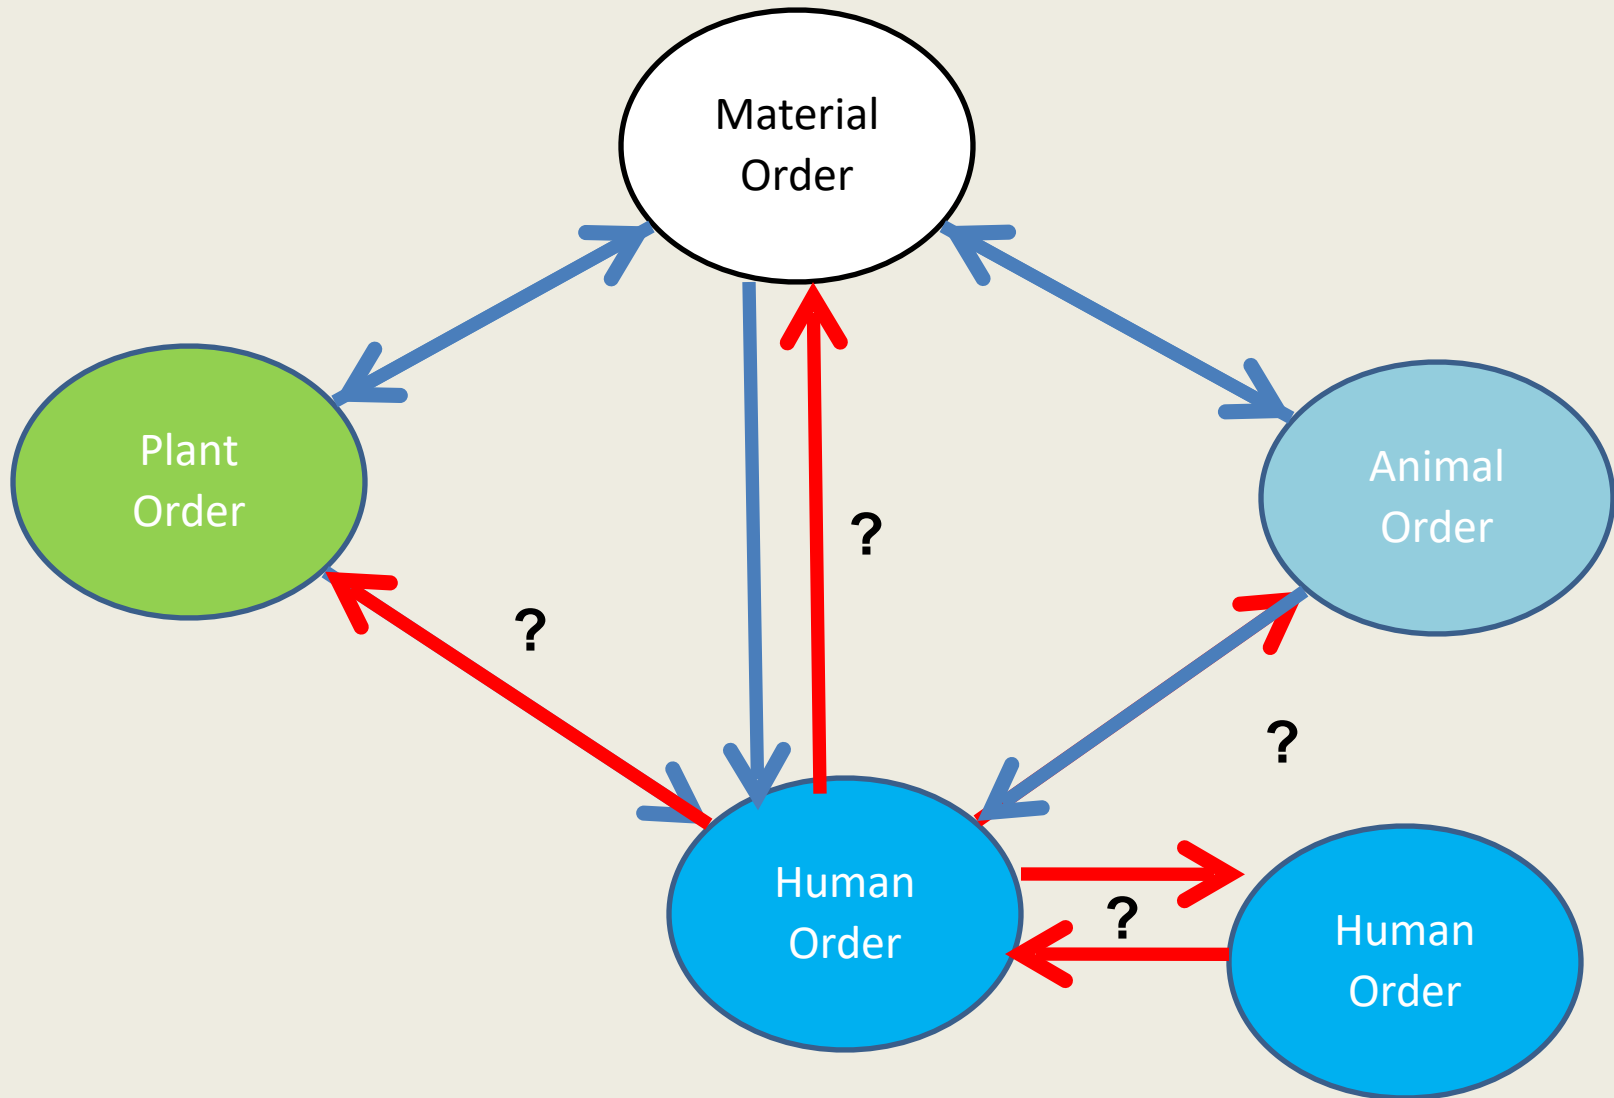 Material
Order
Plant
Order
Animal
Order
?
?
?
Human
Order
?
Human
Order